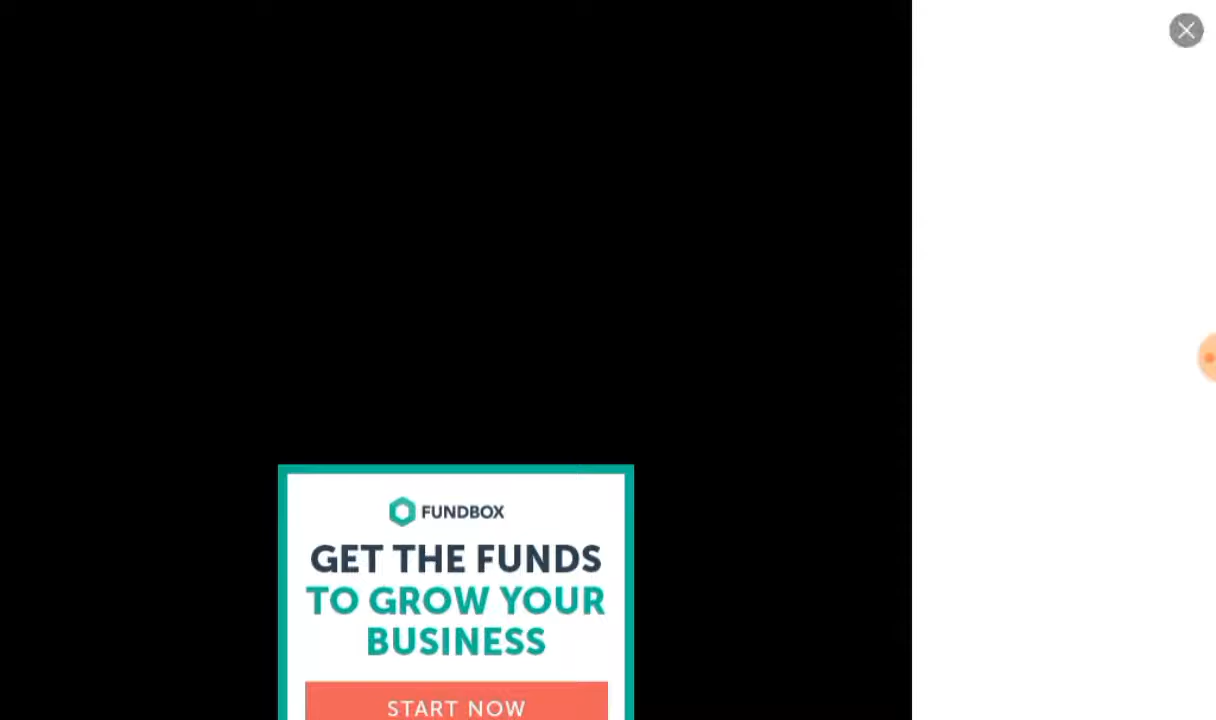 FUNDBOX
GET THE FUNDS
TO GROW YOUR
BUSINESS
START NOW